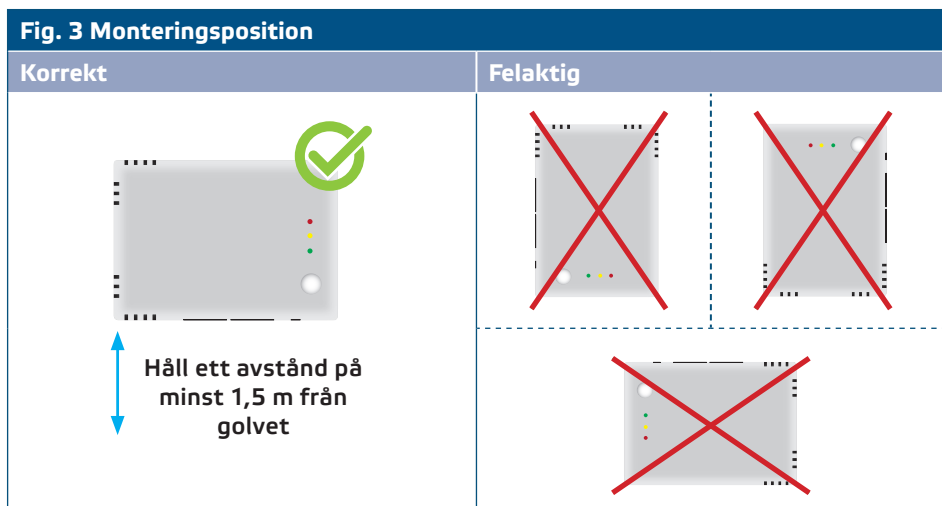 Fig. 3 Monteringsposition
Korrekt
Felaktig
Håll ett avstånd på
minst 1,5 m från
golvet